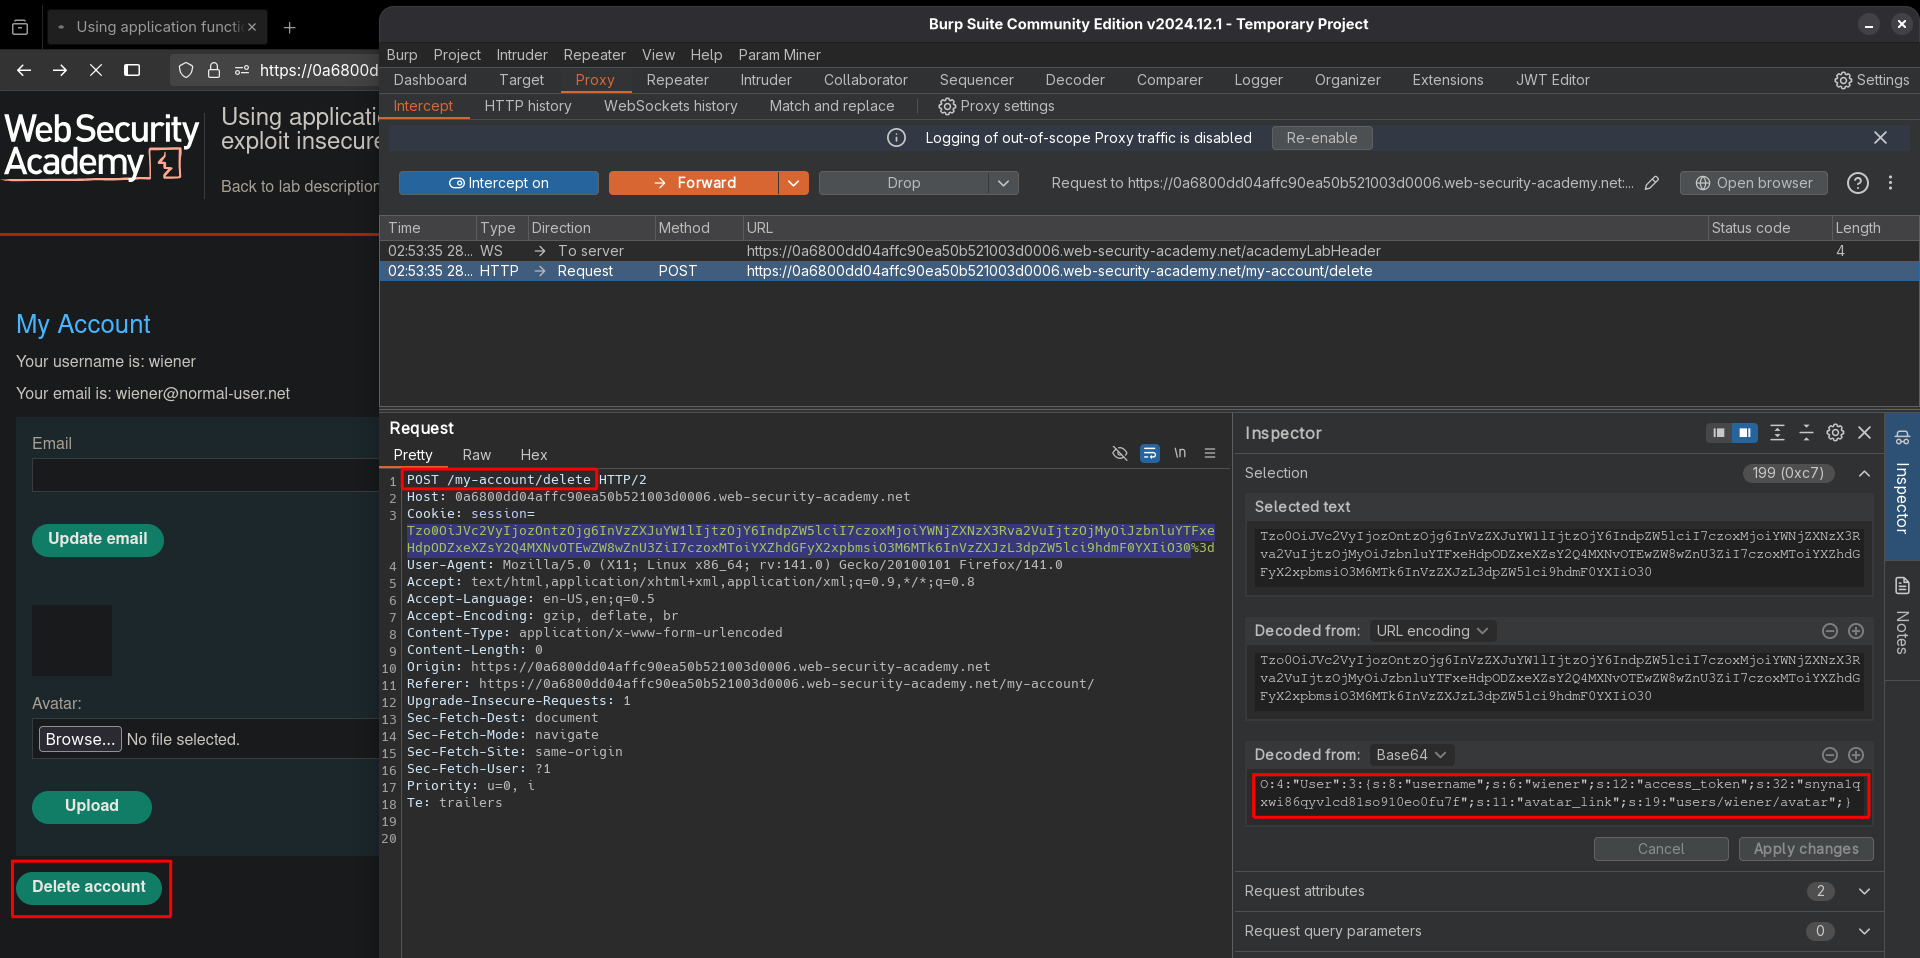 Using application functi
Burp Suite Community Edition v2024.12.1 - Temporary Project
https://0a6800d
WebSecurity
Academy
Using applicati
exploit insecure
Back to lab description
My Account
Your username is: wiener
Your email is: wiener@normal-user.net
Email
Update email
Avatar:
Browse... No file selected.
Upload
Delete account
Burp Project Intruder Repeater View Help Param Miner
Dashboard Target Proxy Repeater Intruder Collaborator Sequencer Decoder Comparer Logger Organizer Extensions JWT Editor Settings
Intercept HTTP history WebSockets history Match and replace Proxy settings
Logging of out-of-scope Proxy traffic is disabled Re-enable
Intercept on Forward Drop Request to https://0a6800dd04affc90ea50b521003d0006.web-security-academy.net:... Open browser
Time Type Direction Method URL Status code Length
02:53:35 28... WS To server https://0a6800dd04affc90ea50b521003d0006.web-security-academy.net/academyLabHeader 4
02:53:35 28... HTTP Request POST https://0a6800dd04affc90ea50b521003d0006.web-security-academy.net/my-account/delete
Request
Pretty Raw Hex \n
1 POST /my-account/delete HTTP/2
2 Host: 0a6800dd04affc90ea50b521003d0006.web-security-academy.net
3 Cookie: session=
Tzo0OiJVc2VyIjozOntzOjg6InVzZXJuYW1lIjtzOjY6IndpZW5lciI7czoxMjoiYWNjZXNzX3Rva2VuIjtzOjMyOiJzbnluYTFxe
HdpODZxeXZsY2Q4MXNvOTEwZW8wZnU3ZiI7czoxMToiYXZhdGFyX2xpbmsiO3M6MTk6InVzZXJzL3dpZW5lci9hdmF0YXIiO30%3d
4 User-Agent: Mozilla/5.0 (X11; Linux x86_64; rv:141.0) Gecko/20100101 Firefox/141.0
5 Accept: text/html,application/xhtml+xml,application/xml;q=0.9,*/*;q=0.8
6 Accept-Language: en-US,en;q=0.5
7 Accept-Encoding: gzip, deflate, br
8 Content-Type: application/x-www-form-urlencoded
9 Content-Length: 0
10 Origin: https://0a6800dd04affc90ea50b521003d0006.web-security-academy.net
11 Referer: https://0a6800dd04affc90ea50b521003d0006.web-security-academy.net/my-account/
12 Upgrade-Insecure-Requests: 1
13 Sec-Fetch-Dest: document
14 Sec-Fetch-Mode: navigate
15 Sec-Fetch-Site: same-origin
16 Sec-Fetch-User: ?1
17 Priority: u=0, i
18 Te: trailers
19
20
Inspector
Selection 199 (0xc7)
Selected text
Tzo0OiJVc2VyIjozOntzOjg6InVzZXJuYW1lIjtzOjY6IndpZW5lciI7czoxMjoiYWNjZXNzX3R
va2VuIjtzOjMyOiJzbnluYTFxeHdpODZxeXZsY2Q4MXNvOTEwZW8wZnU3ZiI7czoxMToiYXZhdG
FyX2xpbmsiO3M6MTk6InVzZXJzL3dpZW5lci9hdmF0YXIiO30
Decoded from: URL encoding
Tzo0OiJVc2VyIjozOntzOjg6InVzZXJuYW1lIjtzOjY6IndpZW5lciI7czoxMjoiYWNjZXNzX3R
va2VuIjtzOjMyOiJzbnluYTFxeHdpODZxeXZsY2Q4MXNvOTEwZW8wZnU3ZiI7czoxMToiYXZhdG
FyX2xpbmsiO3M6MTk6InVzZXJzL3dpZW5lci9hdmF0YXIiO30
Decoded from: Base64
O:4:"User":3:{s:8:"username";s:6:"wiener";s:12:"access_token";s:32:"snyna1q
xwi86qyvlcd81so910eo0fu7f";s:11:"avatar_link";s:19:"users/wiener/avatar";}
Cancel Apply changes
Request attributes 2
Request query parameters 0
Inspector
Notes